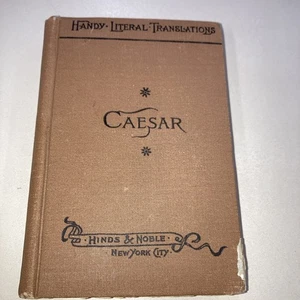 HANDY · LITERAL · TRANSLATIONS
CAESAR
· HINDS & NOBLE ·
NEW YORK CITY.